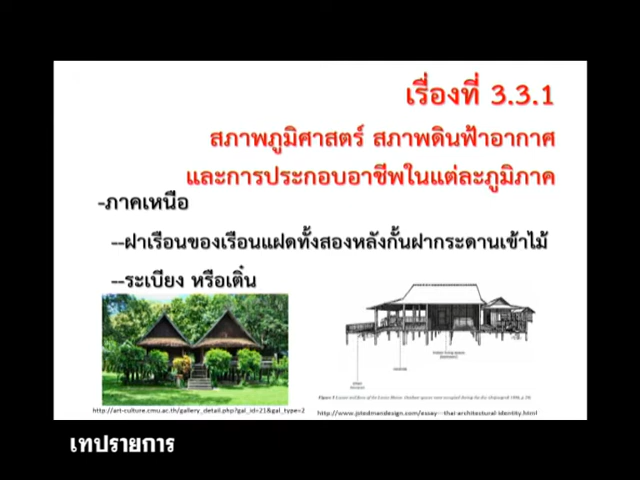 เรื่องที่ 3.3.1
สภาพภูมิศาสตร์ สภาพดินฟ้าอากาศ
และการประกอบอาชีพในแต่ละภูมิภาค
-ภาคเหนือ
--ฝาเรือนของเรือนแฝดทั้งสองหลังกั้นฝากระดานเข้าไม้
--ระเบียง หรือเติ๋น
http://art-culture.cmu.ac.th/gallery_detail.php?gal_id=21&gal_type=2
http://www.jstedmandesign.com/essay---thai-architectural-identity.html
เทปรายการ